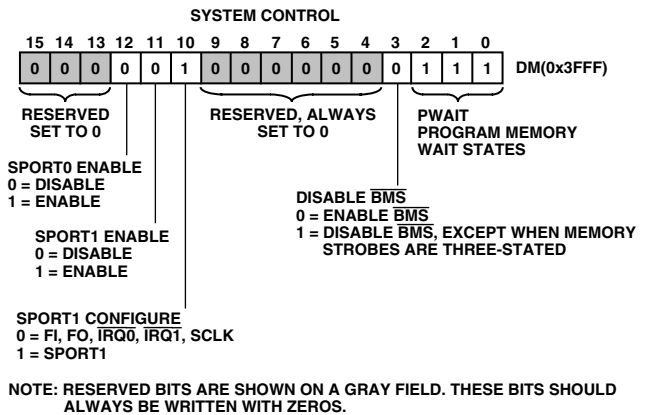 SYSTEM CONTROL
15 14 13 12 11 10 9 8 7 6 5 4 3 2 1 0
0 0 0 0 0 1 0 0 0 0 0 0 0 1 1 1 DM(0x3FFF)
RESERVED
SET TO 0
RESERVED, ALWAYS
SET TO 0
PWAIT
PROGRAM MEMORY
WAIT STATES
SPORT0 ENABLE
0 = DISABLE
1 = ENABLE
DISABLE BMS
0 = ENABLE BMS
1 = DISABLE BMS, EXCEPT WHEN MEMORY
STROBES ARE THREE-STATED
SPORT1 ENABLE
0 = DISABLE
1 = ENABLE
SPORT1 CONFIGURE
0 = FI, FO, IRQ0, IRQ1, SCLK
1 = SPORT1
NOTE: RESERVED BITS ARE SHOWN ON A GRAY FIELD. THESE BITS SHOULD
ALWAYS BE WRITTEN WITH ZEROS.